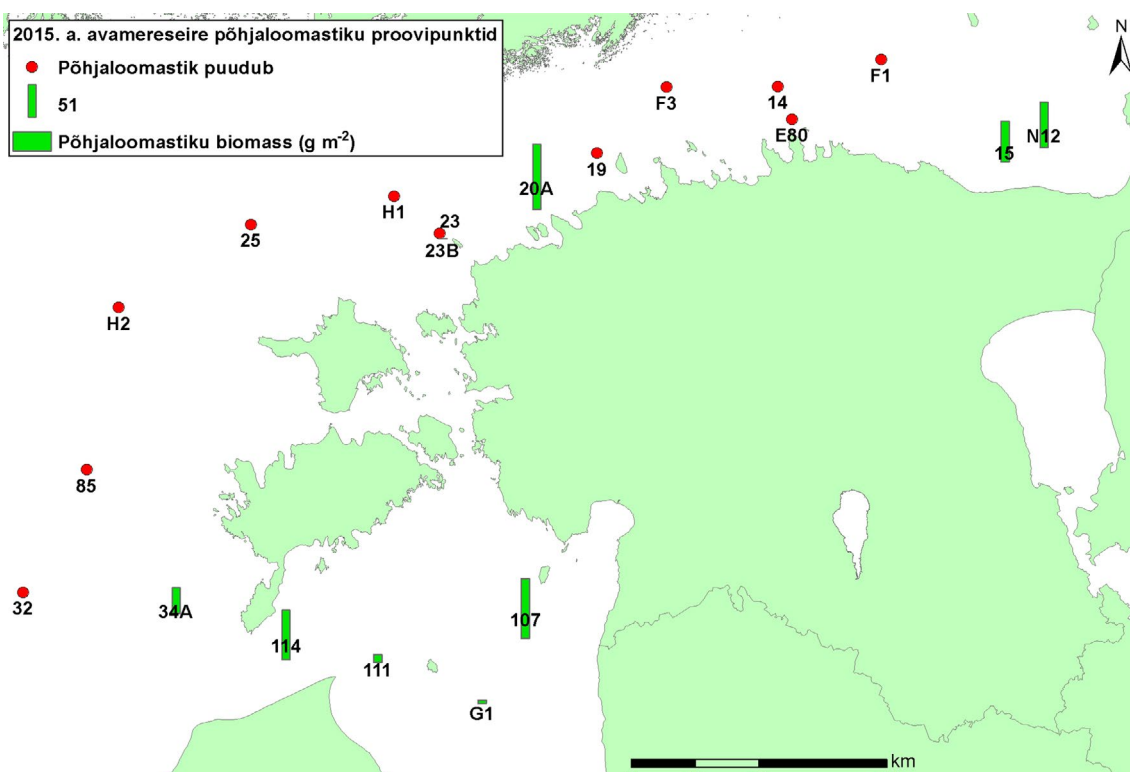 2015. a. avamereseire põhjaloomastiku proovipunktid
Põhjaloomastik puudub
51
Põhjaloomastiku biomass (g m-2)
N
F1
F3
14
E80
N12
15
19
20A
H1
23
23B
25
H2
85
32
34A
114
107
111
G1
km